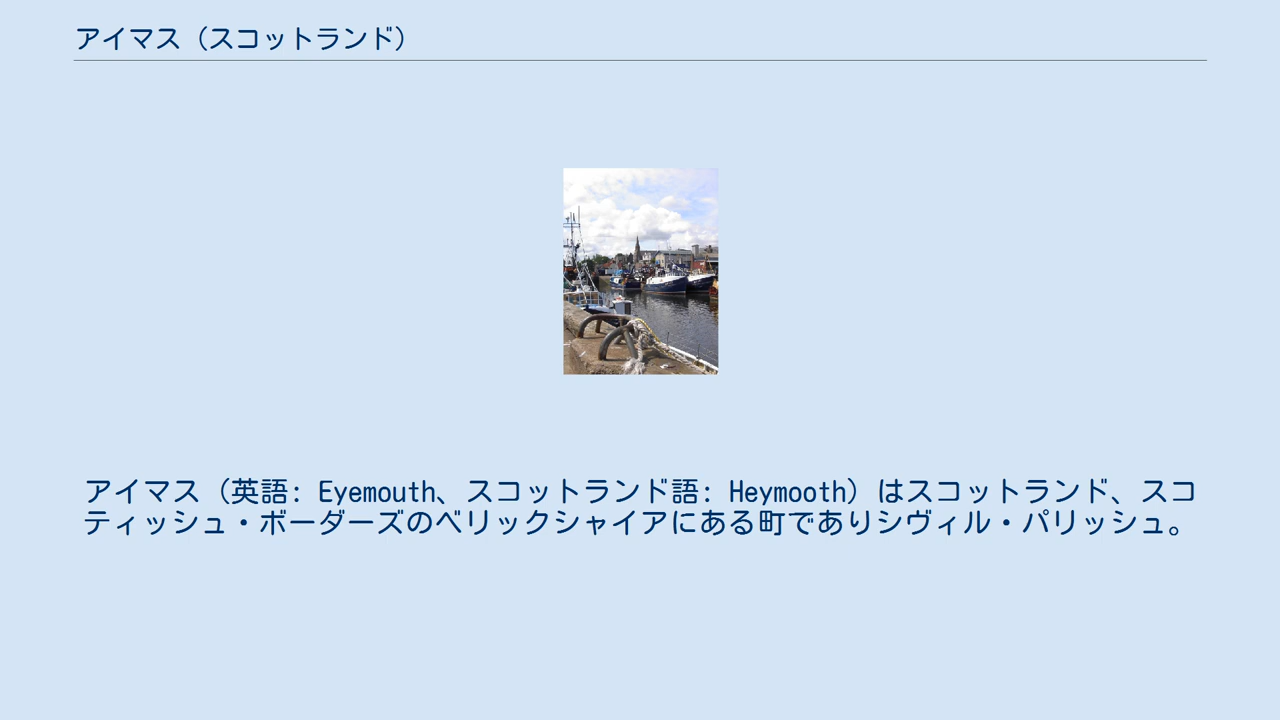 アイマス（スコットランド）
アイマス（英語: Eyemouth、スコットランド語: Heymooth）はスコットランド、スコ
ティッシュ・ボーダーズのベリックシャイアにある町でありシヴィル・パリッシュ。